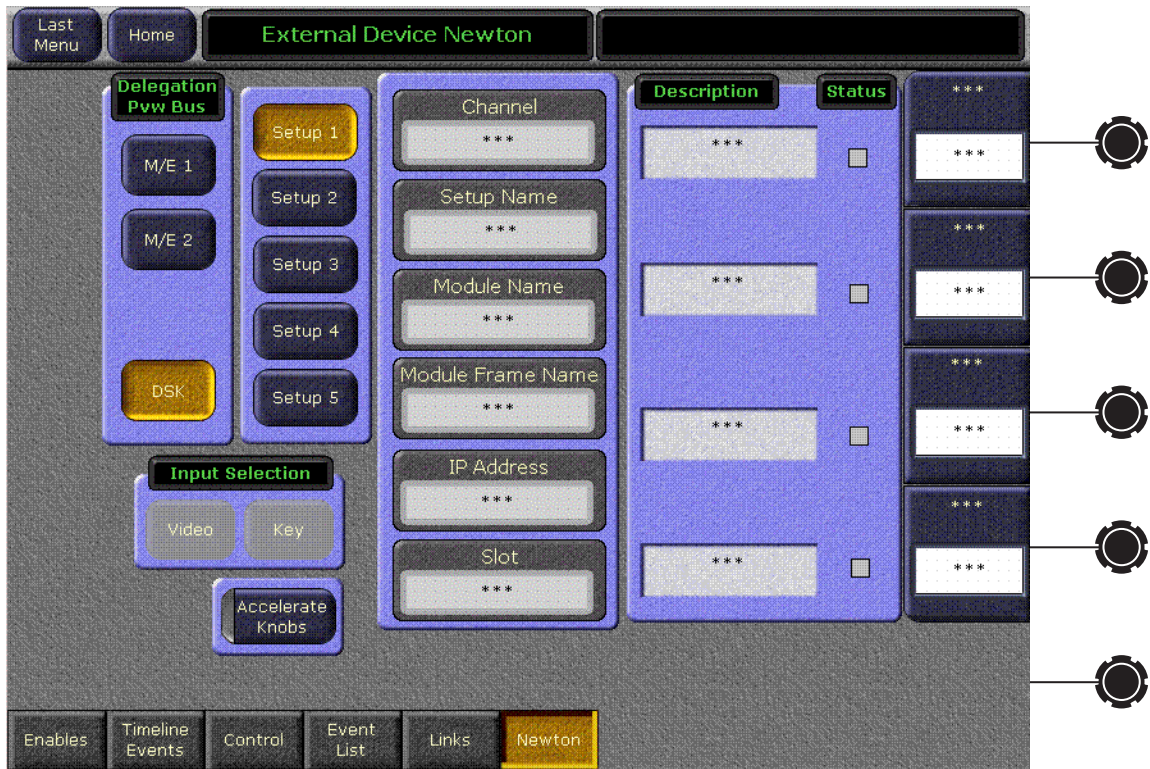 Last
Menu
Home
External Device Newton
Delegation
Pvw Bus
M/E 1
M/E 2
DSK
Setup 1
Setup 2
Setup 3
Setup 4
Setup 5
Input Selection
Video
Key
Accelerate
Knobs
Channel
***
Setup Name
***
Module Name
***
Module Frame Name
***
IP Address
***
Slot
***
Description
Status
***
***
***
***
***
***
***
***
***
***
***
***
Enables
Timeline
Events
Control
Event
List
Links
Newton